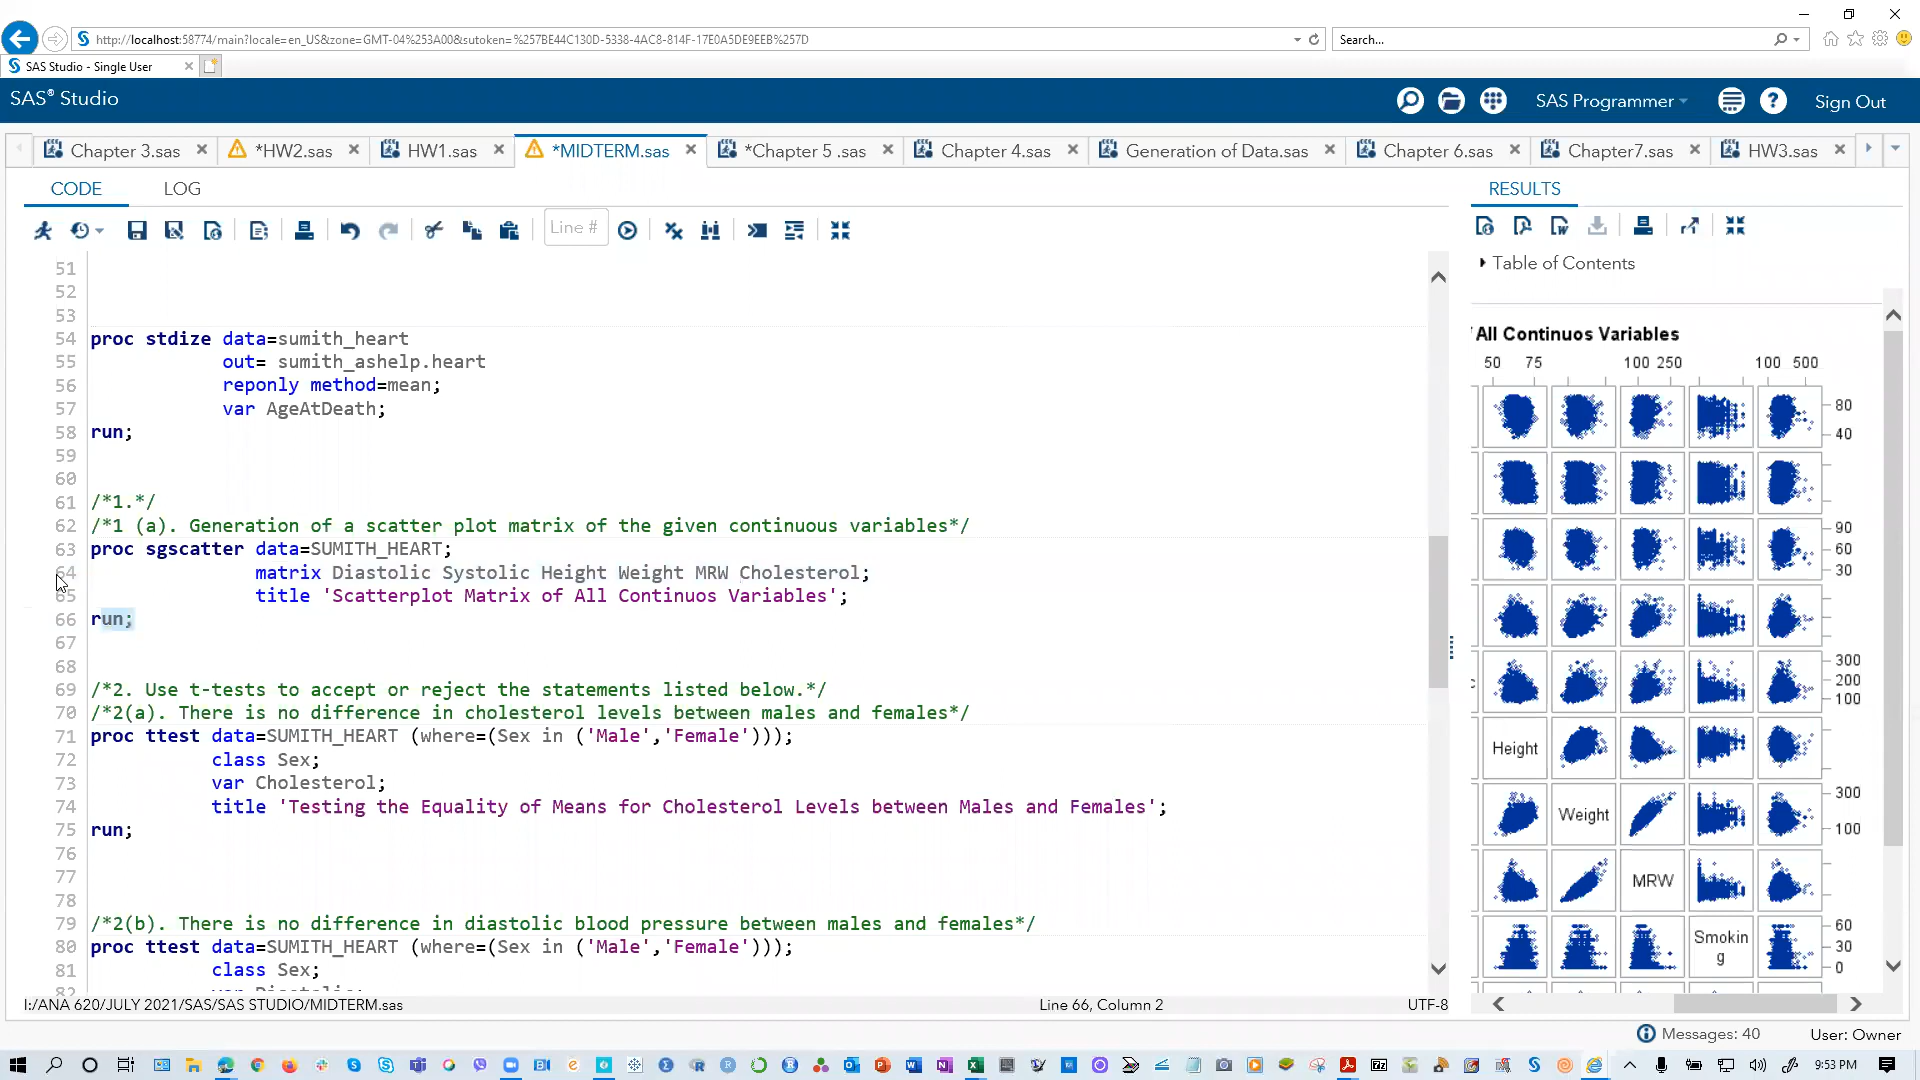 http://localhost:58774/main?locale=en_US&zone=GMT-04%253A00&sutoken=%257BE44C130D-5338-4AC8-814F-17E0A5DE9EEB%257D
Search...
SAS Studio - Single User
SAS® Studio
SAS Programmer
Sign Out
Chapter 3.sas
*HW2.sas
HW1.sas
*MIDTERM.sas
*Chapter 5 .sas
Chapter 4.sas
Generation of Data.sas
Chapter 6.sas
Chapter7.sas
HW3.sas
CODE
LOG
RESULTS
Line #
Table of Contents
51
52
53
54 proc stdize data=sumith_heart
55 out= sumith_ashelp.heart
56 reponly method=mean;
57 var AgeAtDeath;
58 run;
59
60
61 /*1.*/
62 /*1 (a). Generation of a scatter plot matrix of the given continuous variables*/
63 proc sgscatter data=SUMITH_HEART;
64 matrix Diastolic Systolic Height Weight MRW Cholesterol;
65 title 'Scatterplot Matrix of All Continuos Variables';
66 run;
67
68
69 /*2. Use t-tests to accept or reject the statements listed below.*/
70 /*2(a). There is no difference in cholesterol levels between males and females*/
71 proc ttest data=SUMITH_HEART (where=(Sex in ('Male','Female')));
72 class Sex;
73 var Cholesterol;
74 title 'Testing the Equality of Means for Cholesterol Levels between Males and Females';
75 run;
76
77
78
79 /*2(b). There is no difference in diastolic blood pressure between males and females*/
80 proc ttest data=SUMITH_HEART (where=(Sex in ('Male','Female')));
81 class Sex;
82 var Diastolic;
All Continuos Variables
50 75 100 250 100 500
80
40
90
60
30
300
200
100
Height
300
Weight
100
MRW
Smokin
g
60
30
0
I:/ANA 620/JULY 2021/SAS/SAS STUDIO/MIDTERM.sas
Line 66, Column 2
UTF-8
Messages: 40
User: Owner
9:53 PM